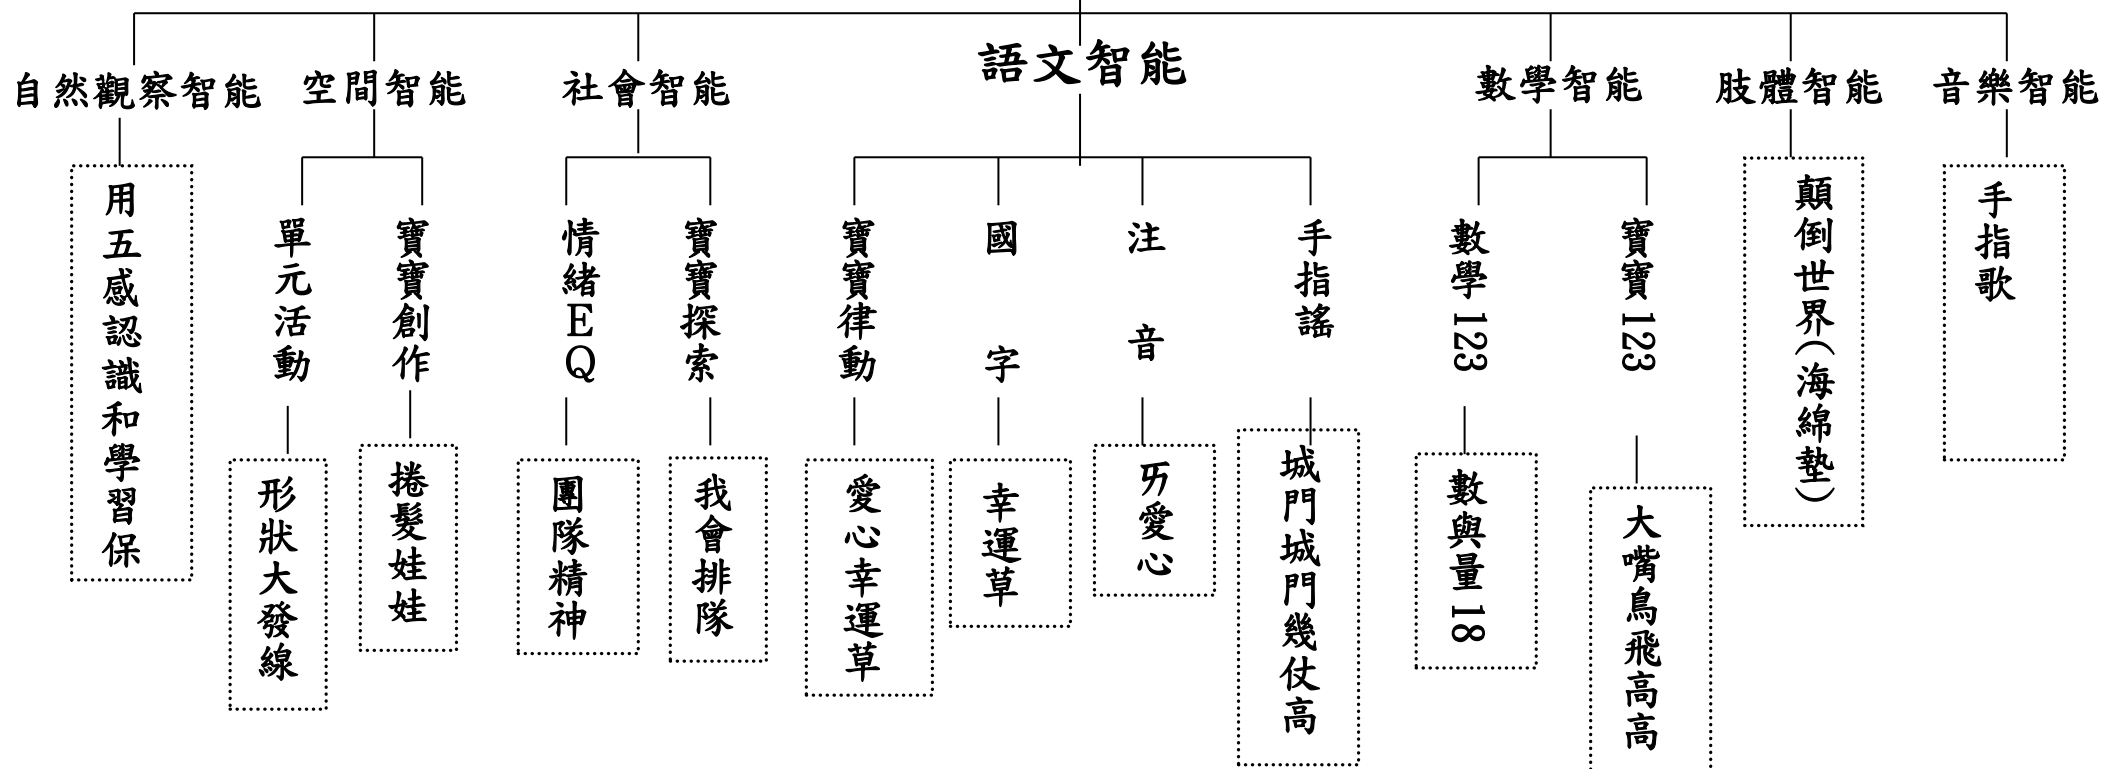 自然觀察智能
空間智能
社會智能
語文智能
數學智能
肢體智能
音樂智能
用五感認識和學習保
單元活動
寶寶創作
情緒EQ
寶寶探索
寶寶律動
國字
注音
手指謠
數學123
寶寶123
顛倒世界(海綿墊)
手指歌
形狀大發線
捲髮娃娃
團隊精神
我會排隊
愛心幸運草
幸運草
ㄞ愛心
城門城門幾仗高
數與量18
大嘴鳥飛高高